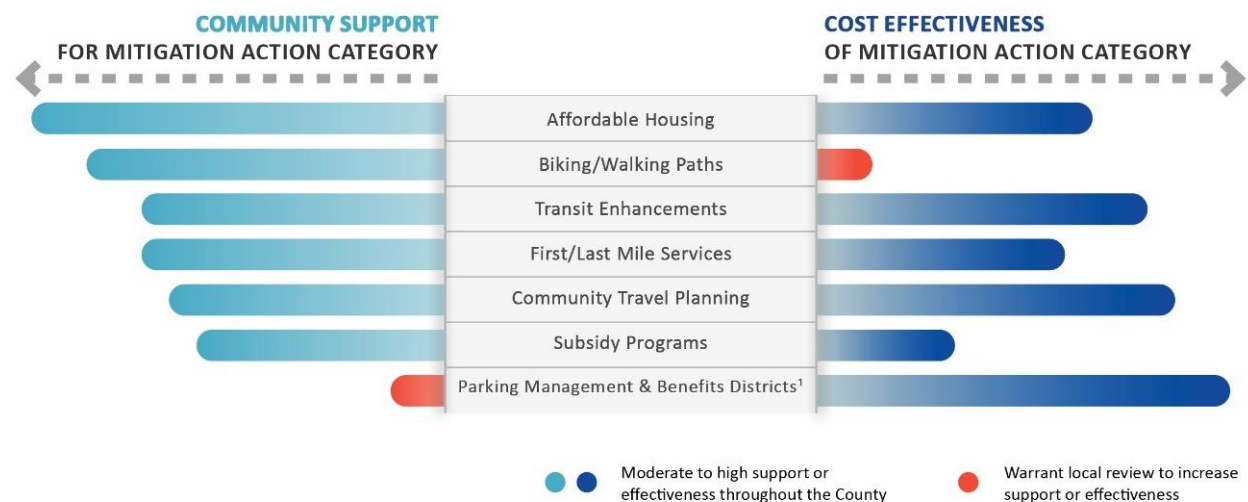 COMMUNITY SUPPORT
FOR MITIGATION ACTION CATEGORY
COST EFFECTIVENESS
OF MITIGATION ACTION CATEGORY
Affordable Housing
Biking/Walking Paths
Transit Enhancements
First/Last Mile Services
Community Travel Planning
Subsidy Programs
Parking Management & Benefits Districts¹
Moderate to high support or
effectiveness throughout the County
Warrant local review to increase
support or effectiveness